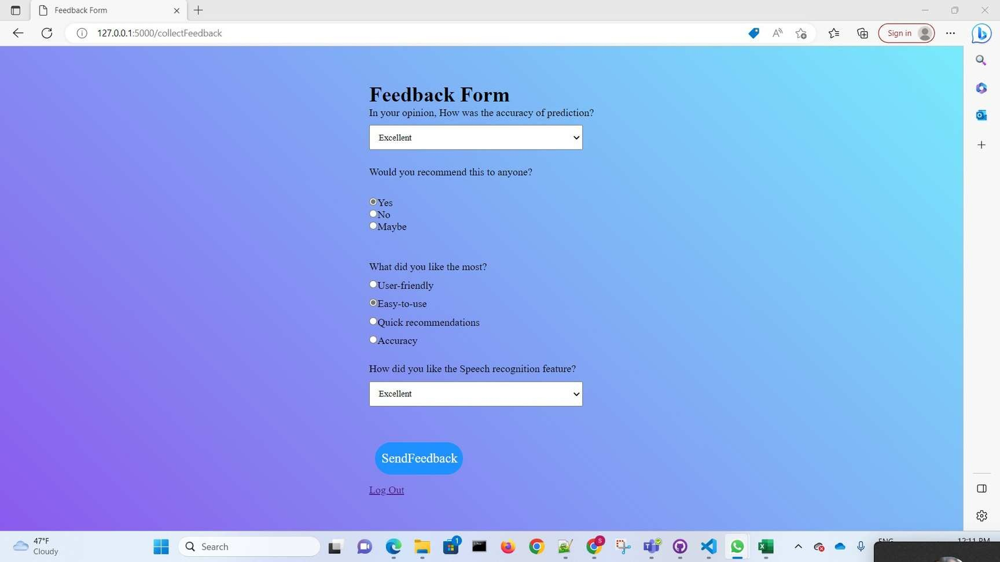 Feedback Form
127.0.0.1:5000/collectFeedback
Sign in
Feedback Form
In your opinion, How was the accuracy of prediction?
Excellent
Would you recommend this to anyone?
Yes
No
Maybe
What did you like the most?
User-friendly
Easy-to-use
Quick recommendations
Accuracy
How did you like the Speech recognition feature?
Excellent
SendFeedback
Log Out
47°F
Cloudy
Search
1
S
ENG
12:11 PM